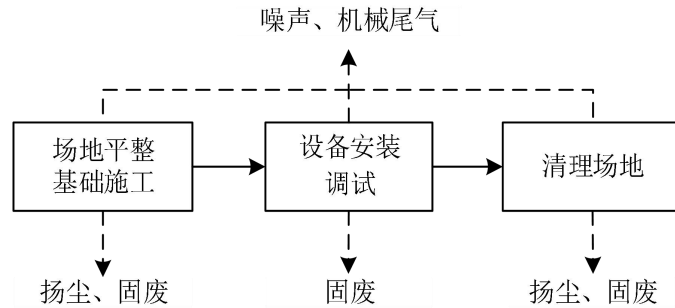 噪声、机械尾气
场地平整
基础施工
设备安装
调试
清理场地
扬尘、固废
固废
扬尘、固废